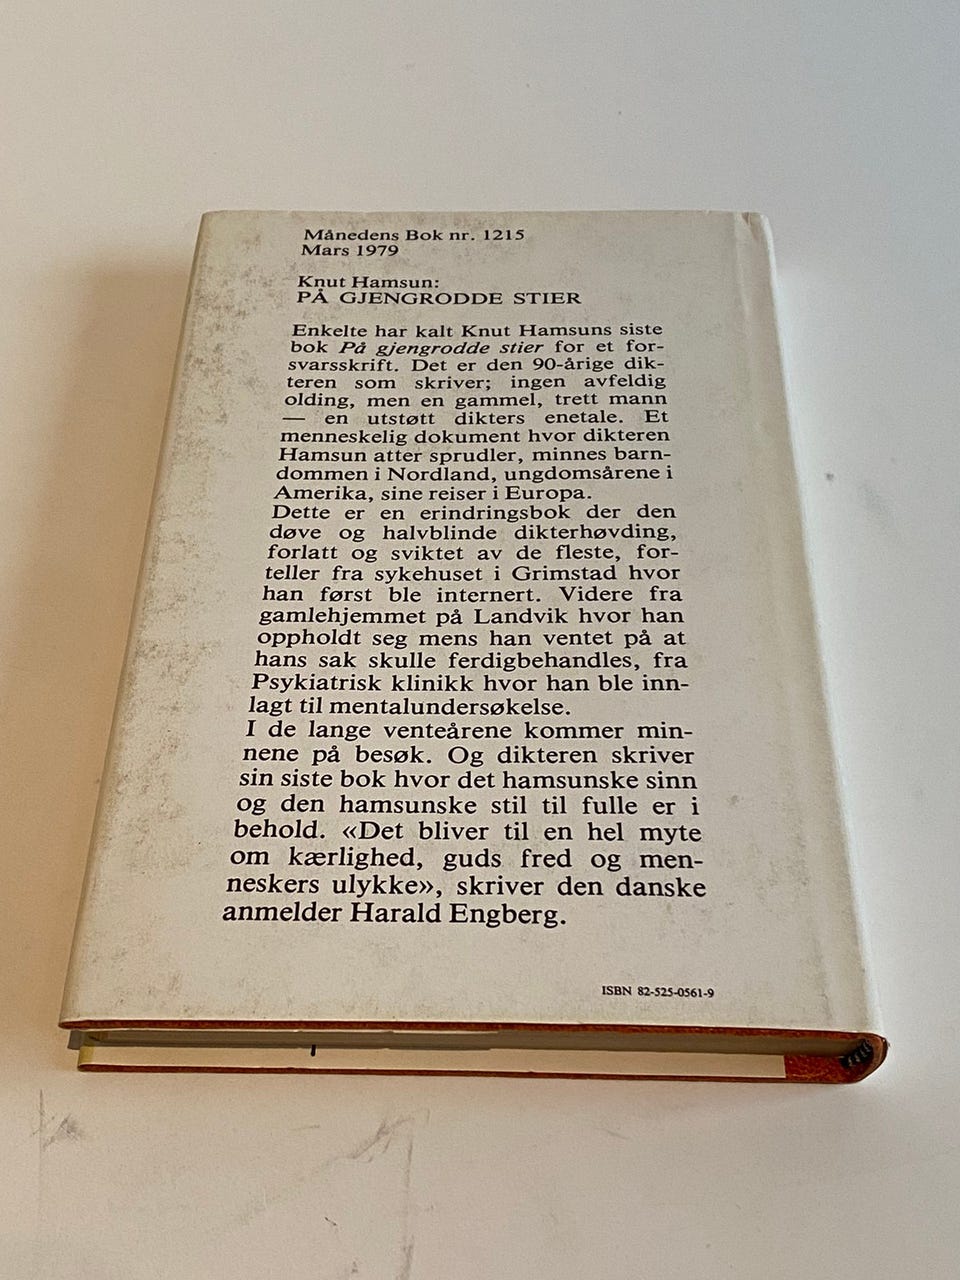 Månedens Bok nr. 1215
Mars 1979
Knut Hamsun:
PÅ GJENGRODDE STIER
Enkelte har kalt Knut Hamsuns siste
bok På gjengrodde stier for et for-
svarsskrift. Det er den 90-årige dik-
teren som skriver; ingen avfeldig
olding, men en gammel, trett mann
— en utstøtt dikters enetale. Et
menneskelig dokument hvor dikteren
Hamsun atter sprudler, minnes barn-
dommen i Nordland, ungdomsårene i
Amerika, sine reiser i Europa.
Dette er en erindringsbok der den
døve og halvblinde dikterhøvding,
forlatt og sviktet av de fleste, for-
teller fra sykehuset i Grimstad hvor
han først ble internert. Videre fra
gamlehjemmet på Landvik hvor han
oppholdt seg mens han ventet på at
hans sak skulle ferdigbehandles, fra
Psykiatrisk klinikk hvor han ble inn-
lagt til mentalundersøkelse.
I de lange venteårene kommer min-
nene på besøk. Og dikteren skriver
sin siste bok hvor det hamsunske sinn
og den hamsunske stil til fulle er i
behold. «Det bliver til en hel myte
om kærlighed, guds fred og men-
neskers ulykke», skriver den danske
anmelder Harald Engberg.
ISBN 82-525-0561-9